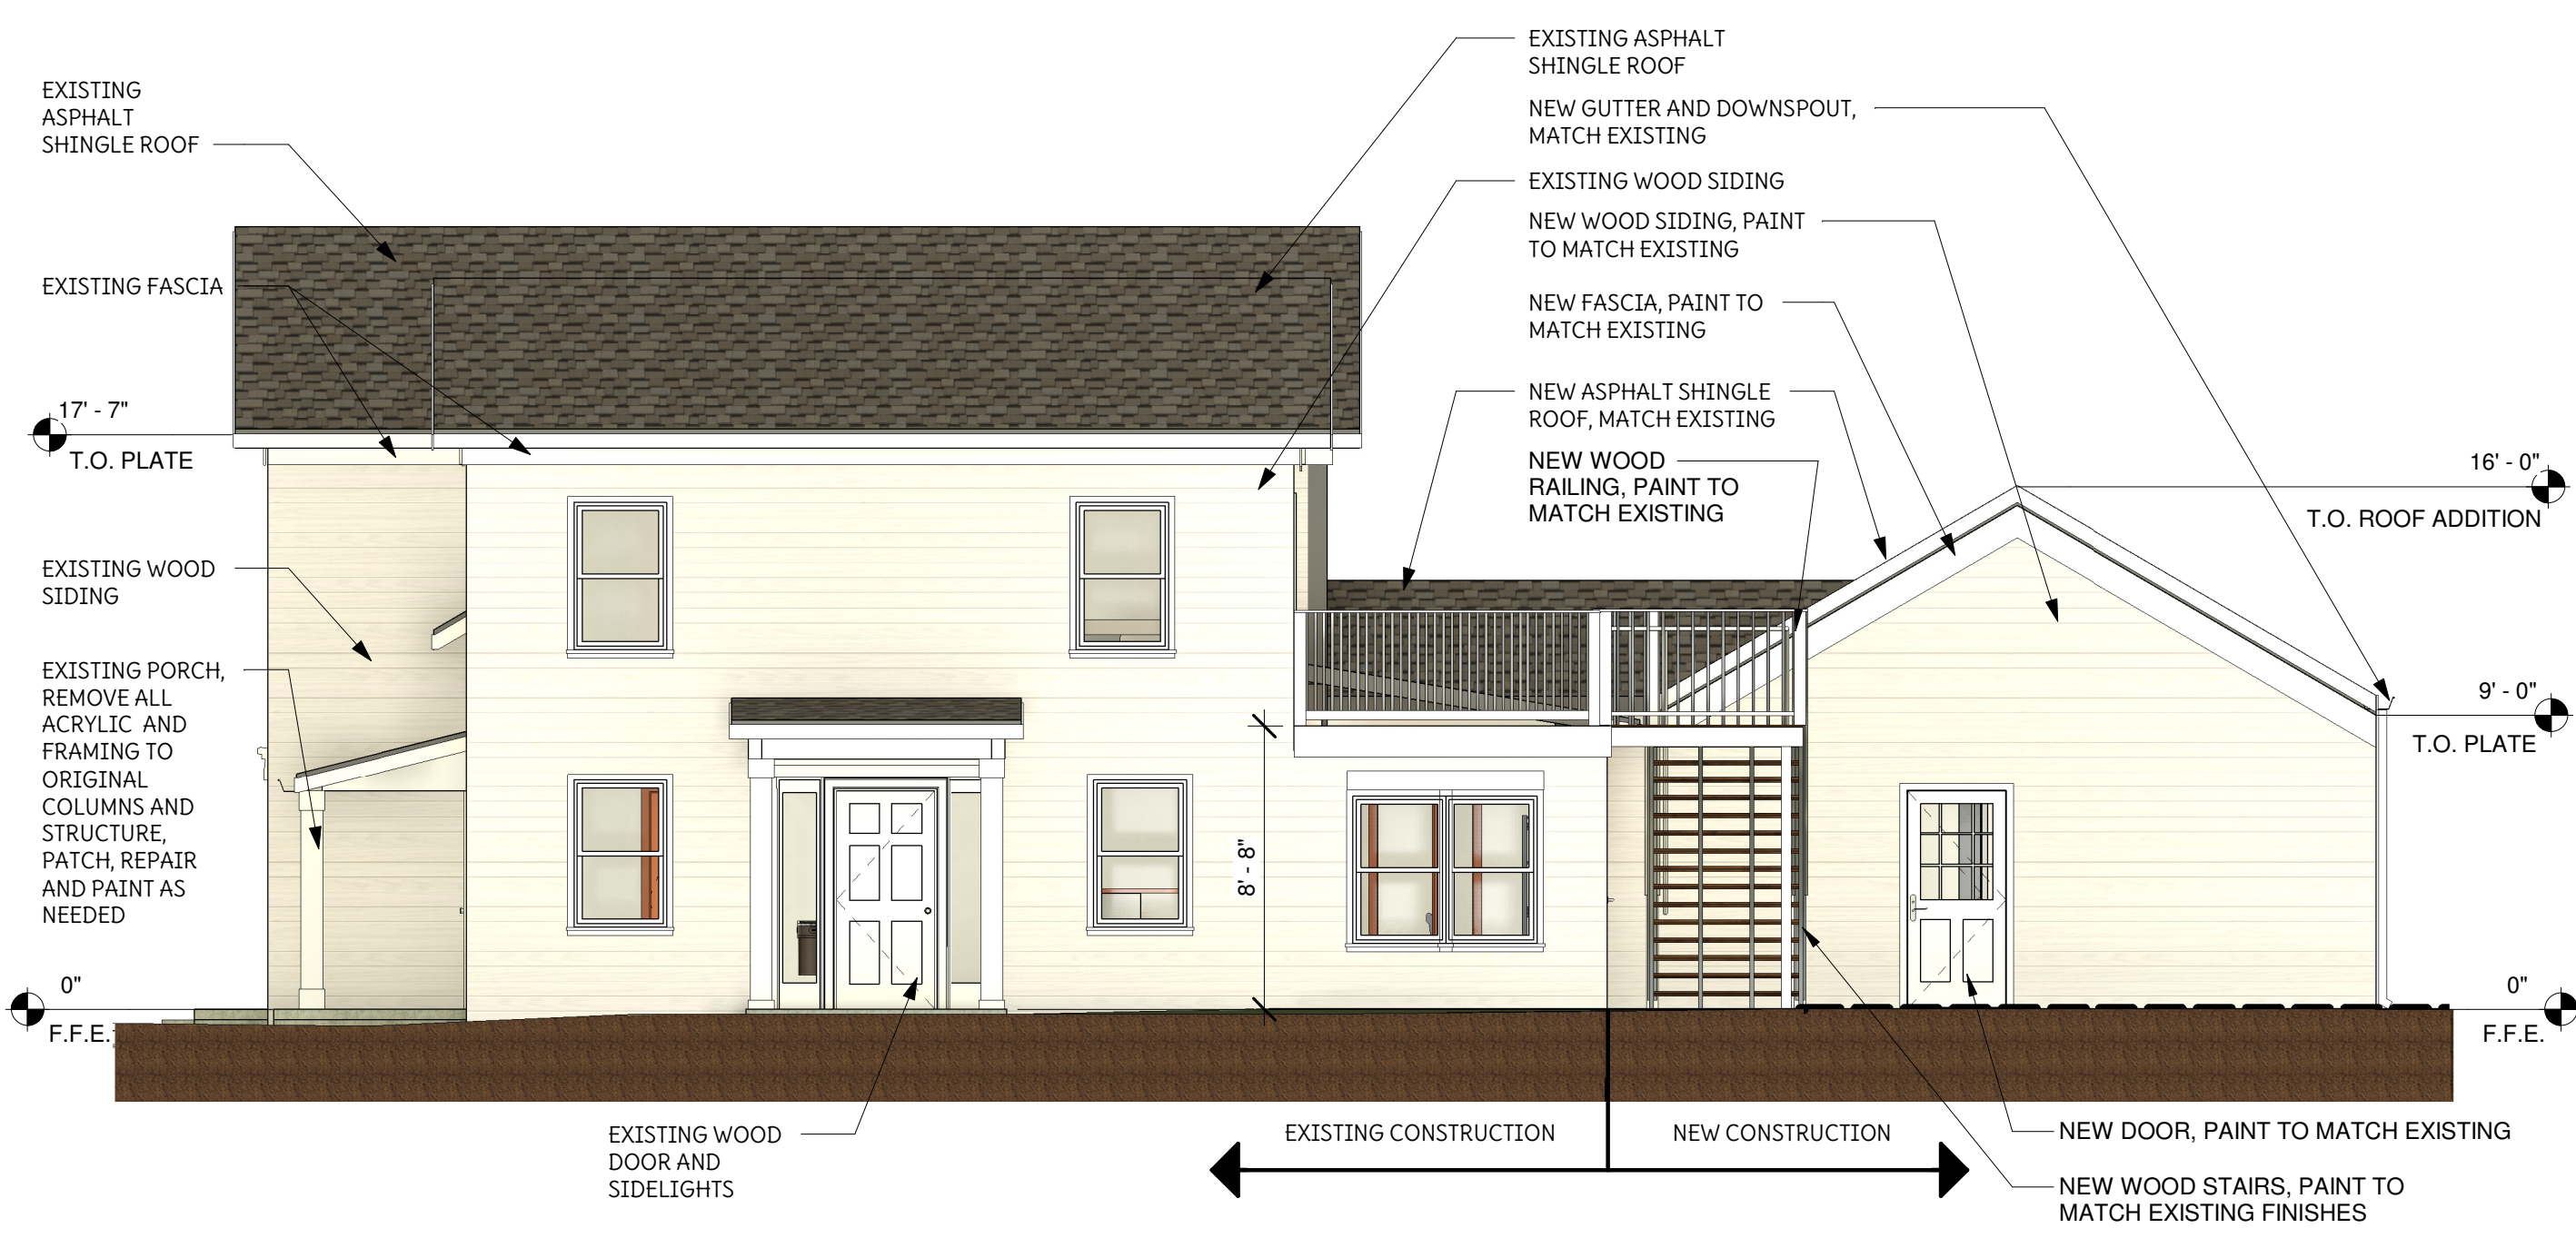 EXISTING
ASPHALT
SHINGLE ROOF
EXISTING FASCIA
17' - 7"
T.O. PLATE
EXISTING WOOD
SIDING
EXISTING PORCH,
REMOVE ALL
ACRYLIC AND
FRAMING TO
ORIGINAL
COLUMNS AND
STRUCTURE,
PATCH, REPAIR
AND PAINT AS
NEEDED
0"
F.F.E.
EXISTING ASPHALT
SHINGLE ROOF
NEW GUTTER AND DOWNSPOUT,
MATCH EXISTING
EXISTING WOOD SIDING
NEW WOOD SIDING, PAINT
TO MATCH EXISTING
NEW FASCIA, PAINT TO
MATCH EXISTING
NEW ASPHALT SHINGLE
ROOF, MATCH EXISTING
NEW WOOD
RAILING, PAINT TO
MATCH EXISTING
16' - 0"
T.O. ROOF ADDITION
9' - 0"
T.O. PLATE
8' - 8"
0"
F.F.E.
EXISTING WOOD
DOOR AND
SIDELIGHTS
EXISTING CONSTRUCTION
NEW CONSTRUCTION
NEW DOOR, PAINT TO MATCH EXISTING
NEW WOOD STAIRS, PAINT TO
MATCH EXISTING FINISHES